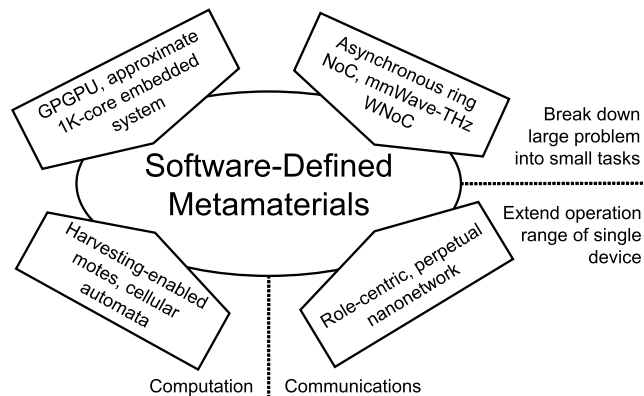 GPGPU, approximate
1K-core embedded
system
Asynchronous ring
NoC, mmWave-THz
WNoC
Break down
large problem
into small tasks
Software-Defined
Metamaterials
Extend operation
range of single
device
Harvesting-enabled
motes, cellular
automata
Role-centric, perpetual
nanonetwork
Computation
Communications